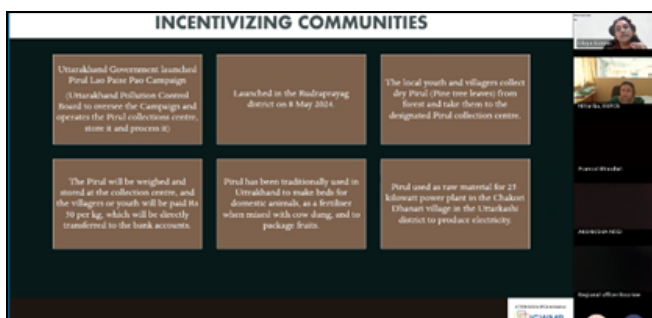 INCENTIVIZING COMMUNITIES
Uttarakhand Government launched
Pirul Lao Paise Pao Campaign
(Uttarakhand Pollution Control
Board to oversee the Campaign and
operates the Pirul collections centre,
store it and process it)
Launched in the Rudraprayag
district on 8 May 2024.
The local youth and villagers collect
dry Pirul (Pine tree leaves) from
forest and take them to the
designated Pirul collection centre.
The Pirul will be weighed and
stored at the collection centre, and
the villagers or youth will be paid Rs
50 per kg, which will be directly
transferred to the bank accounts.
Pirul has been traditionally used in
Uttrakhand to make beds for
domestic animals, as a fertiliser
when mixed with cow dung, and to
package fruits.
Pirul used as raw material for 25
kilowatt power plant in the Chakori
Dhanari village in the Uttarkashi
district to produce electricity.